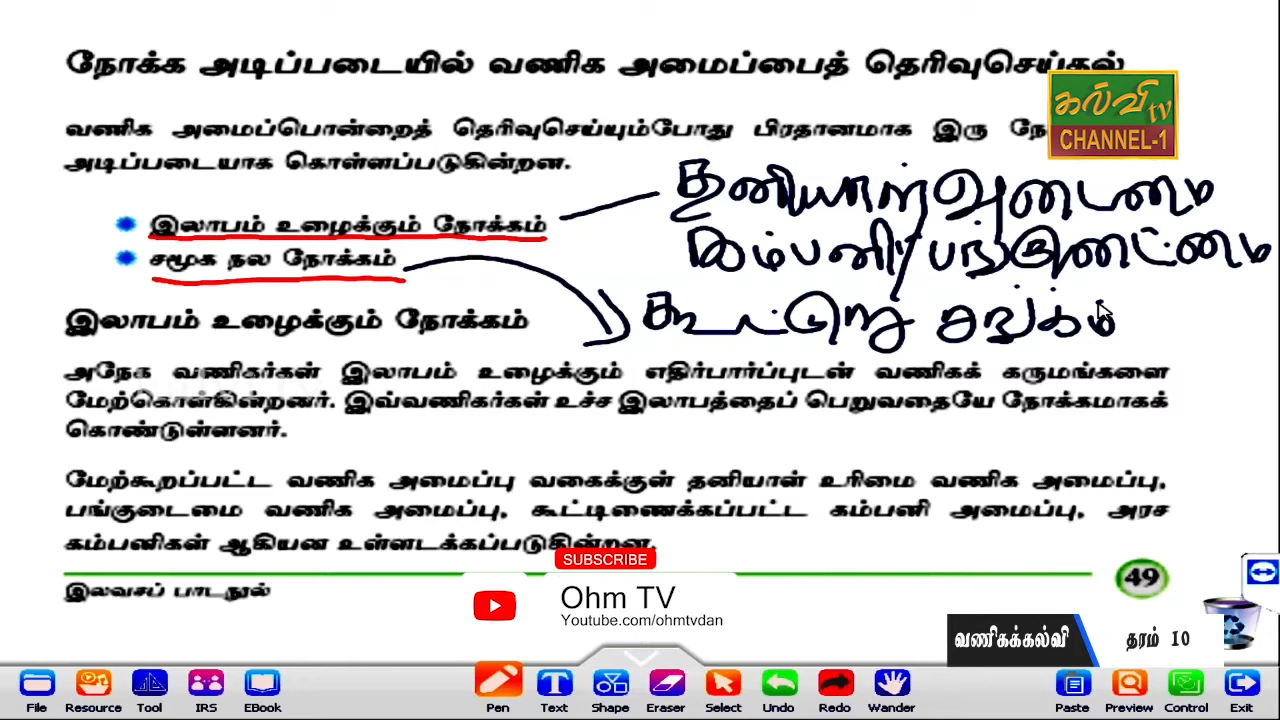 நோக்க அடிப்படையில் வணிக அமைப்பைத் தெரிவுசெய்தல்
கல்வி tv
CHANNEL-1
வணிக அமைப்பொன்றைத் தெரிவுசெய்யும்போது பிரதானமாக இரு
அடிப்படையாக கொள்ளப்படுகின்றன.
இலாபம் உழைக்கும் நோக்கம்
தனியார் உடைமை
கம்பனி / பங்குடைமை
சமூக நல நோக்கம்
கூட்டுறவு சங்கம்
இலாபம் உழைக்கும் நோக்கம்
அநேக வணிகர்கள் இலாபம் உழைக்கும் எதிர்பார்ப்புடன் வணிகக் கருமங்களை
மேற்கொள்கின்றனர். இவ்வணிகர்கள் உச்ச இலாபத்தைப் பெறுவதையே நோக்கமாகக்
கொண்டுள்ளனர்.
மேற்கூறப்பட்ட வணிக அமைப்பு வகைக்குள் தனியாள் உரிமை வணிக அமைப்பு,
பங்குடைமை வணிக அமைப்பு, கூட்டிணைக்கப்பட்ட கம்பனி அமைப்பு, அரச
கம்பனிகள் ஆகியன உள்ளடக்கப்படுகின்றன.
SUBSCRIBE
49
இலவசப் பாடநூல்
Ohm TV
Youtube.com/ohmtvdan
வணிகக்கல்வி தரம் 10
File Resource Tool IRS EBook Pen Text Shape Eraser Select Undo Redo Wander Paste Preview Control Exit